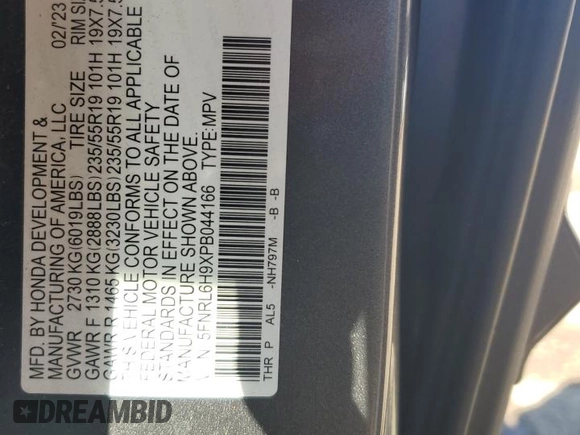 MFD. BY HONDA DEVELOPMENT & 02/'23
MANUFACTURING OF AMERICA, LLC
GVWR 2730 KG(6019LBS) TIRE SIZE RIM SI
GAWR F 1310 KG(2888LBS)235/55R19 101H 19X7.5
GAWR R 1465 KG(3230LBS)235/55R19 101H 19X7.5
THIS VEHICLE CONFORMS TO ALL APPLICABLE
FEDERAL MOTOR VEHICLE SAFETY
STANDARDS IN EFFECT ON THE DATE OF
MANUFACTURE SHOWN ABOVE.
V.I.N. 5FNRL6H9XPB044166 TYPE:MPV
THR P AL5 -NH797M -B -B
DREAMBID